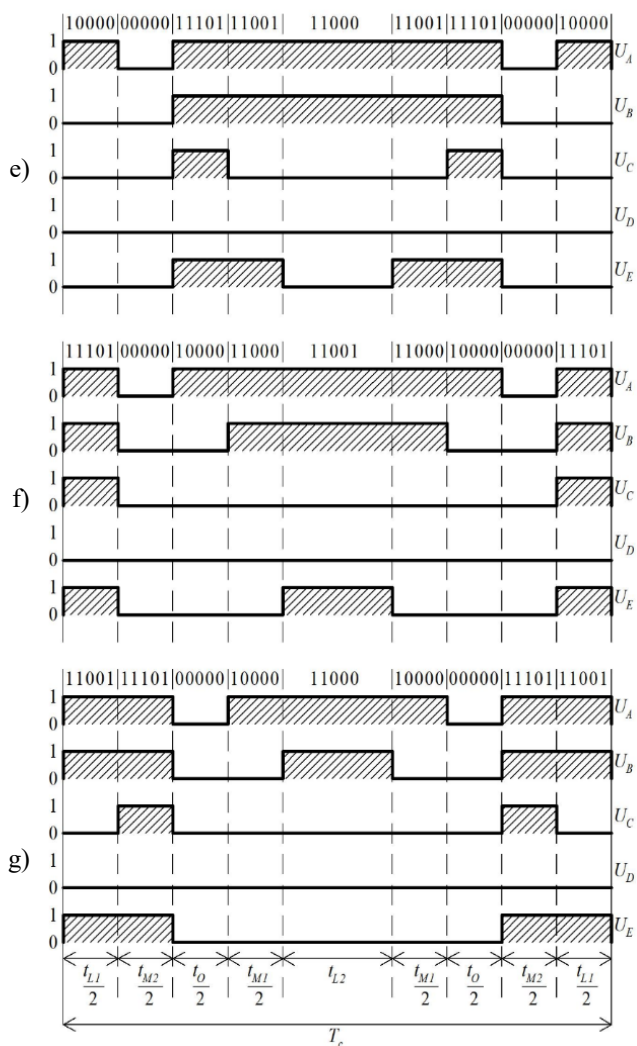 10000 00000 11101 11001 11000 11001 11101 00000 10000
1
0
U_A
1
0
U_B
e)
1
0
U_C
1
0
U_D
1
0
U_E
11101 00000 10000 11000 11001 11000 10000 00000 11101
1
0
U_A
1
0
U_B
f)
1
0
U_C
1
0
U_D
1
0
U_E
11001 11101 00000 10000 11000 10000 00000 11101 11001
1
0
U_A
1
0
U_B
g)
1
0
U_C
1
0
U_D
1
0
U_E
t_L1/2 t_M2/2 t_O/2 t_M1/2 t_L2 t_M1/2 t_O/2 t_M2/2 t_L1/2
T_c